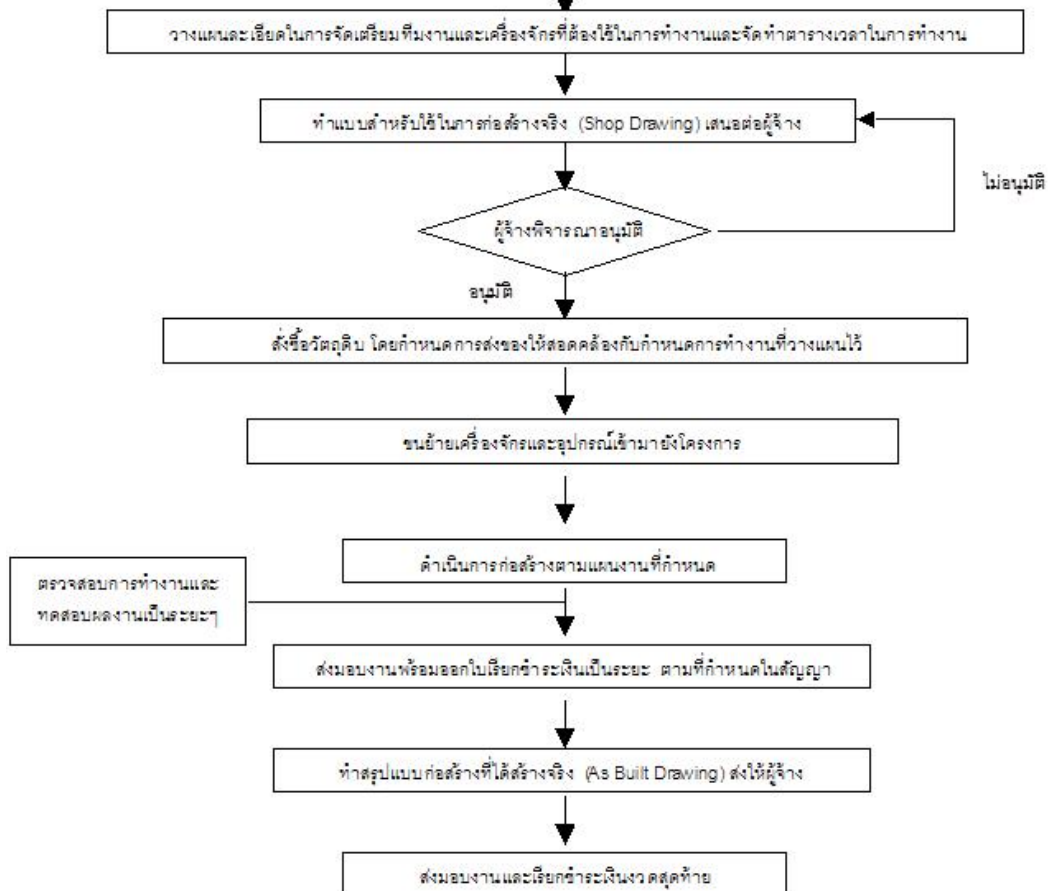 วางแผนละเอียดในการจัดเตรียมทีมงานและเครื่องจักรที่ต้องใช้ในการทำงานและจัดทำตารางเวลาในการทำงาน
ทำแบบสำหรับใช้ในการก่อสร้างจริง (Shop Drawing) เสนอต่อผู้จ้าง
ไม่อนุมัติ
ผู้จ้างพิจารณาอนุมัติ
อนุมัติ
สั่งซื้อวัตถุดิบ โดยกำหนดการส่งของให้สอดคล้องกับกำหนดการทำงานที่วางแผนไว้
ขนย้ายเครื่องจักรและอุปกรณ์เข้ามายังโครงการ
ดำเนินการก่อสร้างตามแผนงานที่กำหนด
ตรวจสอบการทำงานและ
ทดสอบผลงานเป็นระยะๆ
ส่งมอบงานพร้อมออกใบเรียกชำระเงินเป็นระยะ ตามที่กำหนดในสัญญา
ทำสรุปแบบก่อสร้างที่ได้สร้างจริง (As Built Drawing) ส่งให้ผู้จ้าง
ส่งมอบงานและเรียกชำระเงินงวดสุดท้าย